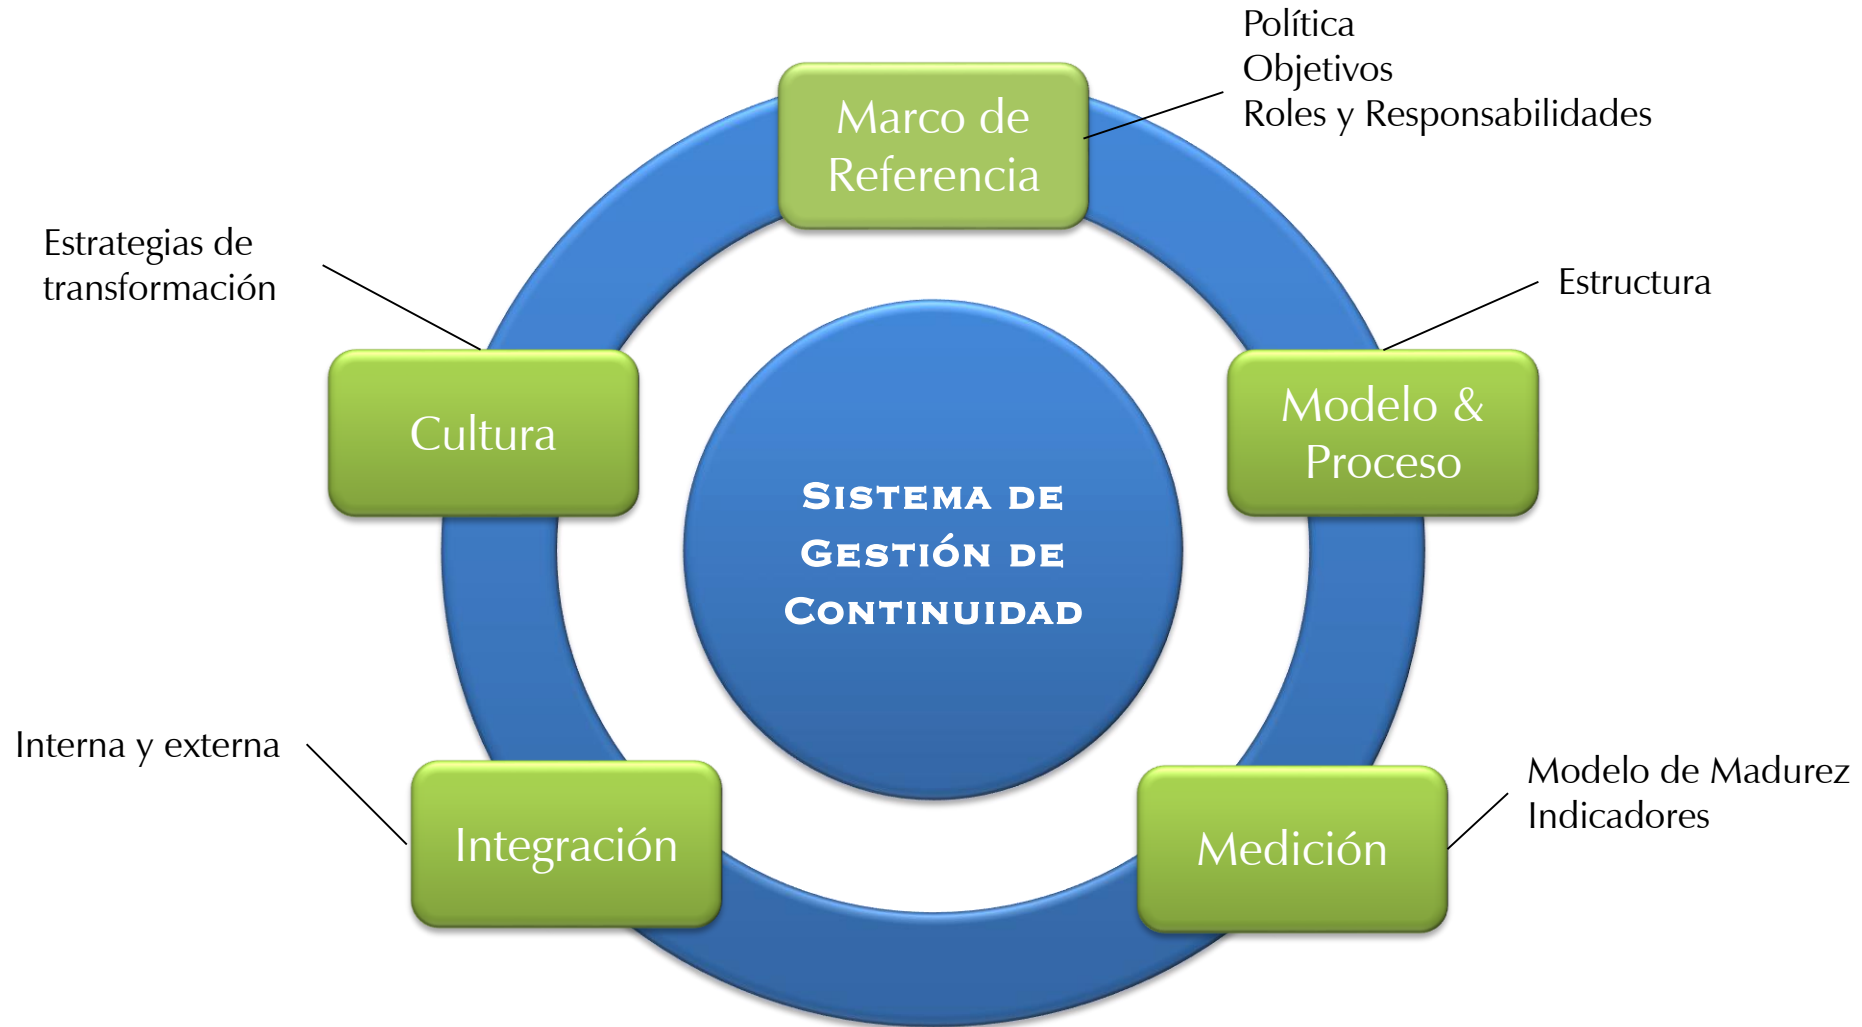 Política
Objetivos
Roles y Responsabilidades
Marco de
Referencia
Estrategias de
transformación
Estructura
Cultura
Modelo &
Proceso
SISTEMA DE
GESTIÓN DE
CONTINUIDAD
Interna y externa
Integración
Modelo de Madurez
Indicadores
Medición